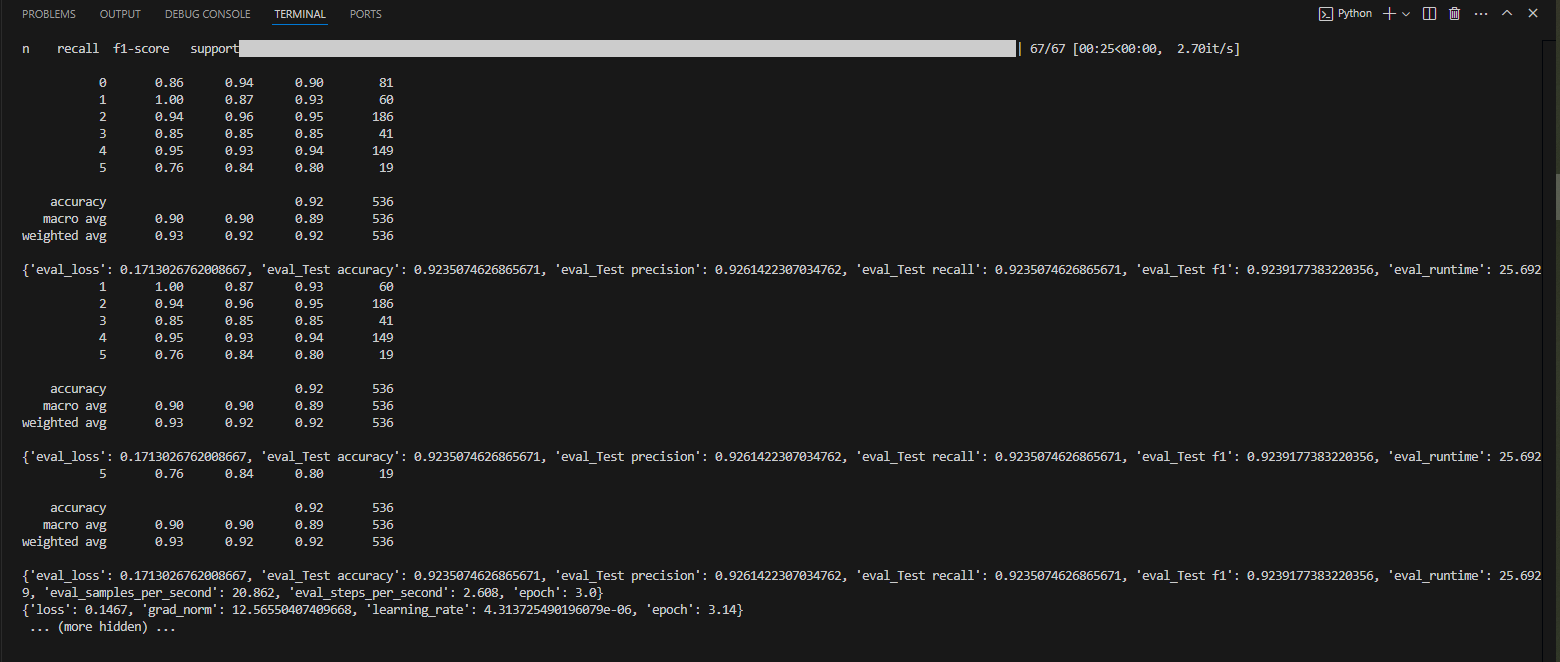 PROBLEMS OUTPUT DEBUG CONSOLE TERMINAL PORTS Python
n recall f1-score support | 67/67 [00:25<00:00, 2.70it/s]
0 0.86 0.94 0.90 81
1 1.00 0.87 0.93 60
2 0.94 0.96 0.95 186
3 0.85 0.85 0.85 41
4 0.95 0.93 0.94 149
5 0.76 0.84 0.80 19
accuracy 0.92 536
macro avg 0.90 0.90 0.89 536
weighted avg 0.93 0.92 0.92 536
{'eval_loss': 0.1713026762008667, 'eval_Test accuracy': 0.9235074626865671, 'eval_Test precision': 0.9261422307034762, 'eval_Test recall': 0.9235074626865671, 'eval_Test f1': 0.9239177383220356, 'eval_runtime': 25.692
1 1.00 0.87 0.93 60
2 0.94 0.96 0.95 186
3 0.85 0.85 0.85 41
4 0.95 0.93 0.94 149
5 0.76 0.84 0.80 19
accuracy 0.92 536
macro avg 0.90 0.90 0.89 536
weighted avg 0.93 0.92 0.92 536
{'eval_loss': 0.1713026762008667, 'eval_Test accuracy': 0.9235074626865671, 'eval_Test precision': 0.9261422307034762, 'eval_Test recall': 0.9235074626865671, 'eval_Test f1': 0.9239177383220356, 'eval_runtime': 25.692
5 0.76 0.84 0.80 19
accuracy 0.92 536
macro avg 0.90 0.90 0.89 536
weighted avg 0.93 0.92 0.92 536
{'eval_loss': 0.1713026762008667, 'eval_Test accuracy': 0.9235074626865671, 'eval_Test precision': 0.9261422307034762, 'eval_Test recall': 0.9235074626865671, 'eval_Test f1': 0.9239177383220356, 'eval_runtime': 25.692
9, 'eval_samples_per_second': 20.862, 'eval_steps_per_second': 2.608, 'epoch': 3.0}
{'loss': 0.1467, 'grad_norm': 12.56550407409668, 'learning_rate': 4.313725490196079e-06, 'epoch': 3.14}
... (more hidden) ...